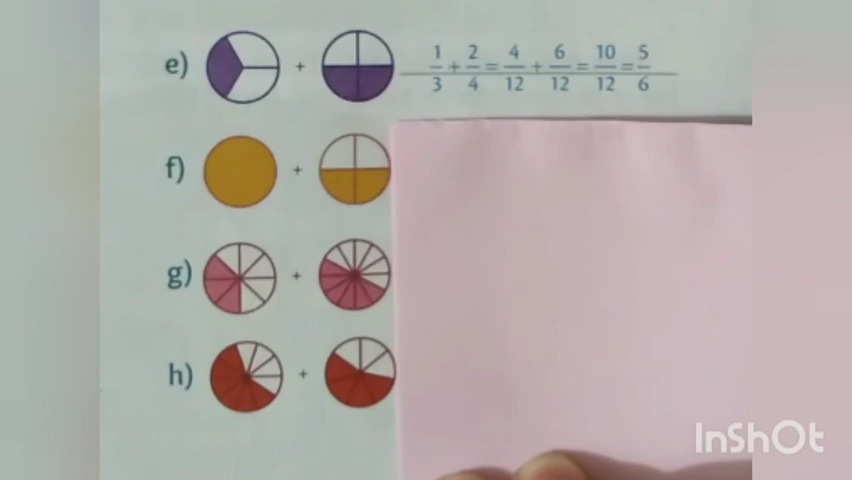 e) + 1/3 + 2/4 = 4/12 + 6/12 = 10/12 = 5/6
f) +
g) +
h) +
InShOt